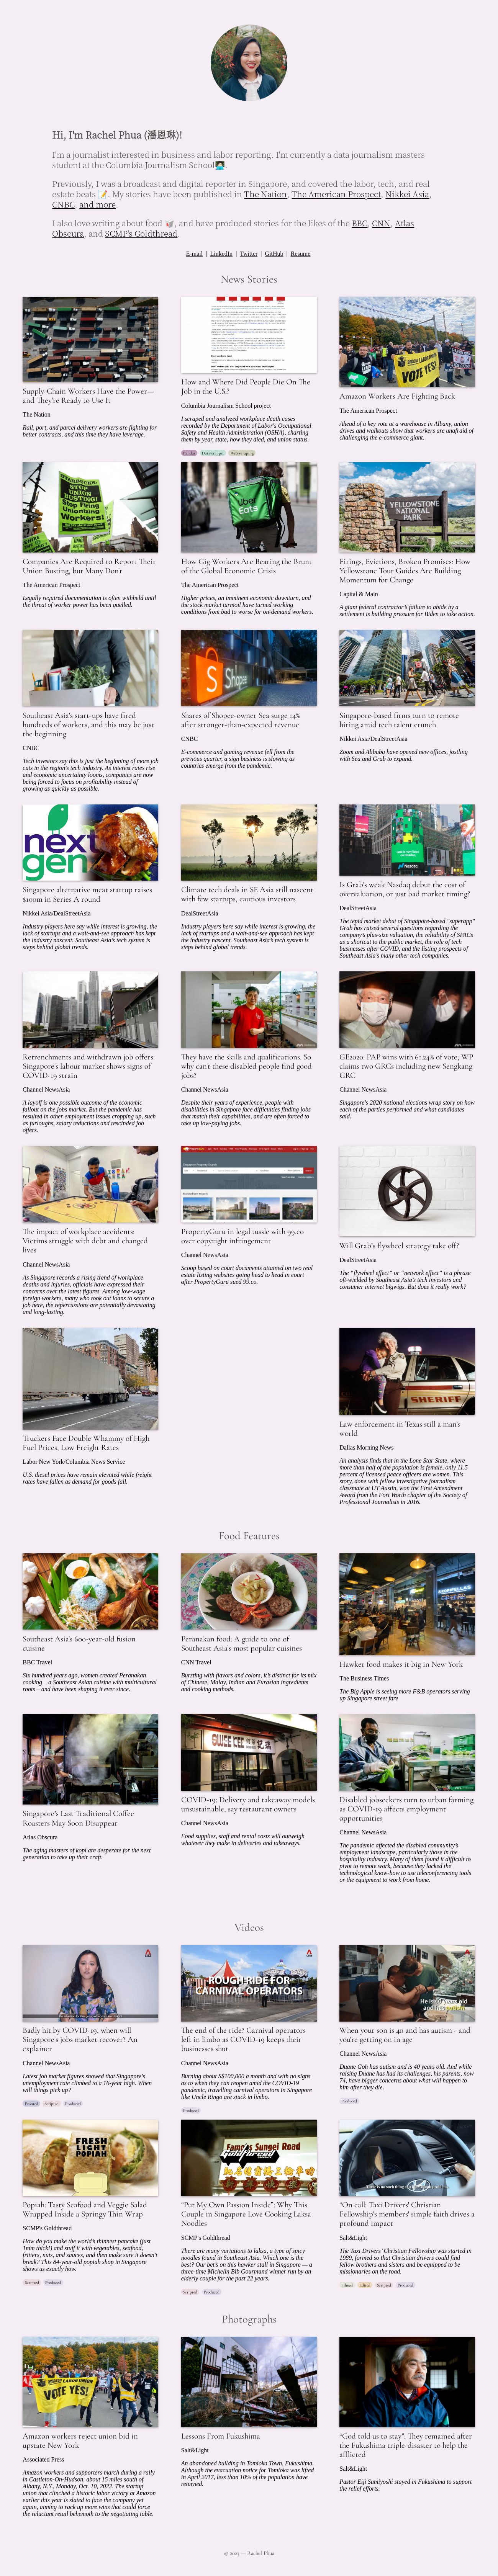 Hi, I'm Rachel Phua (潘恩琳)!
I'm a journalist interested in business and labor reporting. I'm currently a data journalism masters
student at the Columbia Journalism School
Previously, I was a broadcast and digital reporter in Singapore, and covered the labor, tech, and real
estate beats . My stories have been published in The Nation, The American Prospect, Nikkei Asia,
CNBC, and more.
I also love writing about food , and have produced stories for the likes of the BBC, CNN, Atlas
Obscura, and SCMP's Goldthread.
E-mail | LinkedIn | Twitter | GitHub | Resume
News Stories
Supply-Chain Workers Have the Power—
and They're Ready to Use It
The Nation
Rail, port, and parcel delivery workers are fighting for
better contracts, and this time they have leverage.
How and Where Did People Die On The
Job in the U.S.?
Columbia Journalism School project
I scraped and analyzed workplace death cases
recorded by the Department of Labor's Occupational
Safety and Health Administration (OSHA), charting
them by year, state, how they died, and union status.
Pandas Datawrapper Web scraping
VOTE YES!
Amazon Workers Are Fighting Back
The American Prospect
Ahead of a key vote at a warehouse in Albany, union
drives and walkouts show that workers are unafraid of
challenging the e-commerce giant.
STOP
UNION
BUSTING!
Stop Firing
Union
Workers!
Companies Are Required to Report Their
Union Busting, but Many Don't
The American Prospect
Legally required documentation is often withheld until
the threat of worker power has been quelled.
Uber
Eats
How Gig Workers Are Bearing the Brunt
of the Global Economic Crisis
The American Prospect
Higher prices, an imminent economic downturn, and
the stock market turmoil have turned working
conditions from bad to worse for on-demand workers.
YELLOWSTONE
NATIONAL
PARK
Firings, Evictions, Broken Promises: How
Yellowstone Tour Guides Are Building
Momentum for Change
Capital & Main
A giant federal contractor's failure to abide by a
settlement is building pressure for Biden to take action.
Southeast Asia's start-ups have fired
hundreds of workers, and this may be just
the beginning
CNBC
Tech investors say this is just the beginning of more job
cuts in the region's tech industry. As interest rates rise
and economic uncertainty looms, companies are now
being forced to focus on profitability instead of
growing as quickly as possible.
Shopee
Shares of Shopee-owner Sea surge 14%
after stronger-than-expected revenue
CNBC
E-commerce and gaming revenue fell from the
previous quarter, a sign business is slowing as
countries emerge from the pandemic.
Singapore-based firms turn to remote
hiring amid tech talent crunch
Nikkei Asia/DealStreetAsia
Zoom and Alibaba have opened new offices, jostling
with Sea and Grab to expand.
next
gen
Singapore alternative meat startup raises
$100m in Series A round
Nikkei Asia/DealStreetAsia
Industry players here say while interest is growing, the
lack of startups and a wait-and-see approach has kept
the industry nascent. Southeast Asia's tech system is
steps behind global trends.
Climate tech deals in SE Asia still nascent
with few startups, cautious investors
DealStreetAsia
Industry players here say while interest is growing, the
lack of startups and a wait-and-see approach has kept
the industry nascent. Southeast Asia's tech system is
steps behind global trends.
Nasdaq
Is Grab's weak Nasdaq debut the cost of
overvaluation, or just bad market timing?
DealStreetAsia
The tepid market debut of Singapore-based "superapp"
Grab has raised several questions regarding the
company's plus-size valuation, the reliability of SPACs
as a shortcut to the public market, the role of tech
businesses after COVID, and the listing prospects of
Southeast Asia's many other tech companies.
Retrenchments and withdrawn job offers:
Singapore's labour market shows signs of
COVID-19 strain
Channel NewsAsia
A layoff is one possible outcome of the economic
fallout on the job market. But the pandemic has
resulted in other employment issues cropping up, such
as furloughs, salary reductions and rescinded job
offers.
They have the skills and qualifications. So
why can't these disabled people find good
jobs?
Channel NewsAsia
Despite their years of experience, people with
disabilities in Singapore face difficulties finding jobs
that match their capabilities, and are often forced to
take up low-paying jobs.
GE2020: PAP wins with 61.24% of vote; WP
claims two GRCs including new Sengkang
GRC
Channel NewsAsia
Singapore's 2020 national elections wrap story on how
each of the parties performed and what candidates
said.
The impact of workplace accidents:
Victims struggle with debt and changed
lives
Channel NewsAsia
As Singapore records a rising trend of workplace
deaths and injuries, officials have expressed their
concerns over the latest figures. Among low-wage
foreign workers, many who took out loans to secure a
job here, the repercussions are potentially devastating
and long-lasting.
PropertyGuru in legal tussle with 99.co
over copyright infringement
Channel NewsAsia
Scoop based on court documents attained on two real
estate listing websites going head to head in court
after PropertyGuru sued 99.co.
Will Grab's flywheel strategy take off?
DealStreetAsia
The "flywheel effect" or "network effect" is a phrase
oft-wielded by Southeast Asia's tech investors and
consumer internet bigwigs. But does it really work?
Truckers Face Double Whammy of High
Fuel Prices, Low Freight Rates
Labor New York/Columbia News Service
U.S. diesel prices have remain elevated while freight
rates have fallen as demand for goods fall.
SHERIFF
Law enforcement in Texas still a man's
world
Dallas Morning News
An analysis finds that in the Lone Star State, where
more than half of the population is female, only 11.5
percent of licensed peace officers are women. This
story, done with fellow investigative journalism
classmate at UT Austin, won the First Amendment
Award from the Fort Worth chapter of the Society of
Professional Journalists in 2016.
Food Features
Southeast Asia's 600-year-old fusion
cuisine
BBC Travel
Six hundred years ago, women created Peranakan
cooking – a Southeast Asian cuisine with multicultural
roots – and have been shaping it ever since.
Peranakan food: A guide to one of
Southeast Asia's most popular cuisines
CNN Travel
Bursting with flavors and colors, it's distinct for its mix
of Chinese, Malay, Indian and Eurasian ingredients
and cooking methods.
Hawker food makes it big in New York
The Business Times
The Big Apple is seeing more F&B operators serving
up Singapore street fare
Singapore's Last Traditional Coffee
Roasters May Soon Disappear
Atlas Obscura
The aging masters of kopi are desperate for the next
generation to take up their craft.
KWEE CEE
COVID-19: Delivery and takeaway models
unsustainable, say restaurant owners
Channel NewsAsia
Food supplies, staff and rental costs will outweigh
whatever they make in deliveries and takeaways.
Disabled jobseekers turn to urban farming
as COVID-19 affects employment
opportunities
Channel NewsAsia
The pandemic affected the disabled community's
employment landscape, particularly those in the
hospitality industry. Many of them found it difficult to
pivot to remote work, because they lacked the
technological know-how to use teleconferencing tools
or the equipment to work from home.
Videos
Badly hit by COVID-19, when will
Singapore's jobs market recover? An
explainer
Channel NewsAsia
Latest job market figures showed that Singapore's
unemployment rate climbed to a 16-year high. When
will things pick up?
Fronted Scripted Produced
ROUGH RIDE FOR
CARNIVAL OPERATORS
The end of the ride? Carnival operators
left in limbo as COVID-19 keeps their
businesses shut
Channel NewsAsia
Burning about S$100,000 a month and with no signs
as to when they can reopen amid the COVID-19
pandemic, travelling carnival operators in Singapore
like Uncle Ringo are stuck in limbo.
Produced
When your son is 40 and has autism - and
you're getting on in age
Channel NewsAsia
Duane Goh has autism and is 40 years old. And while
raising Duane has had its challenges, his parents, now
74, have bigger concerns about what will happen to
him after they die.
Produced
FRESH
LIGHT
POPIAH
Popiah: Tasty Seafood and Veggie Salad
Wrapped Inside a Springy Thin Wrap
SCMP's Goldthread
How do you make the world's thinnest pancake (just
1mm thick!) and stuff it with vegetables, seafood,
fritters, nuts, and sauces, and then make sure it doesn't
break? This 84-year-old popiah shop in Singapore
shows us exactly how.
Scripted Produced
Famous Sungei Road
"Put My Own Passion Inside": Why This
Couple in Singapore Love Cooking Laksa
Noodles
SCMP's Goldthread
There are many variations to laksa, a type of spicy
noodles found in Southeast Asia. Which one is the
best? Our bet's on this hawker stall in Singapore — a
three-time Michelin Bib Gourmand winner run by an
elderly couple for the past 22 years.
Scripted Produced
"On call: Taxi Drivers' Christian
Fellowship's members' simple faith drives a
profound impact
Salt&Light
The Taxi Drivers' Christian Fellowship was started in
1989, formed so that Christian drivers could find
fellow brothers and sisters and be equipped to be
missionaries on the road.
Filmed Edited Scripted Produced
Photographs
VOTE YES!
Amazon workers reject union bid in
upstate New York
Associated Press
Amazon workers and supporters march during a rally
in Castleton-On-Hudson, about 15 miles south of
Albany, N.Y., Monday, Oct. 10, 2022. The startup
union that clinched a historic labor victory at Amazon
earlier this year is slated to face the company yet
again, aiming to rack up more wins that could force
the reluctant retail behemoth to the negotiating table.
Lessons From Fukushima
Salt&Light
An abandoned building in Tomioka Town, Fukushima.
Although the evacuation notice for Tomioka was lifted
in April 2017, less than 10% of the population have
returned.
"God told us to stay": They remained after
the Fukushima triple-disaster to help the
afflicted
Salt&Light
Pastor Eiji Sumiyoshi stayed in Fukushima to support
the relief efforts.
© 2023 — Rachel Phua